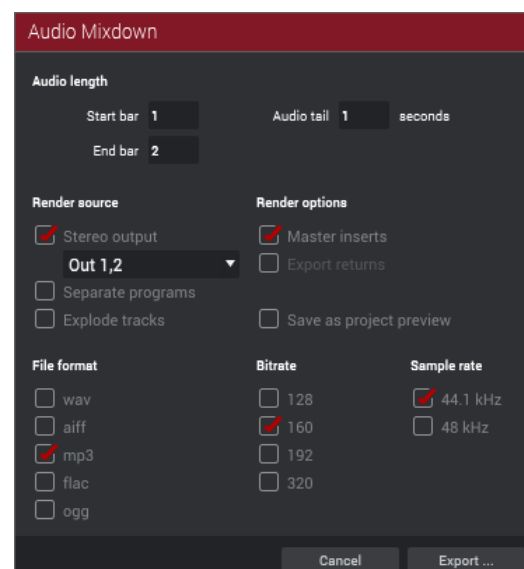 Audio Mixdown
Audio length
Start bar 1 Audio tail 1 seconds
End bar 2
Render source Render options
Stereo output Master inserts
Out 1,2 Export returns
Separate programs
Explode tracks Save as project preview
File format Bitrate Sample rate
wav 128 44.1 kHz
aiff 160 48 kHz
mp3 192
flac 320
ogg
Cancel Export ...